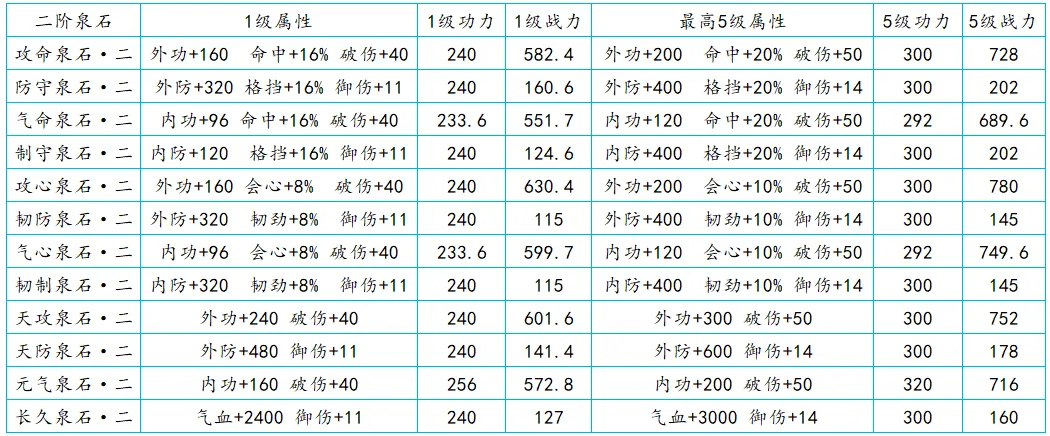 二阶泉石 1级属性 1级功力 1级战力 最高5级属性 5级功力 5级战力
攻命泉石·二 外功+160 命中+16% 破伤+40 240 582.4 外功+200 命中+20% 破伤+50 300 728
防守泉石·二 外防+320 格挡+16% 御伤+11 240 160.6 外防+400 格挡+20% 御伤+14 300 202
气命泉石·二 内功+96 命中+16% 破伤+40 233.6 551.7 内功+120 命中+20% 破伤+50 292 689.6
制守泉石·二 内防+120 格挡+16% 御伤+11 240 124.6 内防+400 格挡+20% 御伤+14 300 202
攻心泉石·二 外功+160 会心+8% 破伤+40 240 630.4 外功+200 会心+10% 破伤+50 300 780
韧防泉石·二 外防+320 韧劲+8% 御伤+11 240 115 外防+400 韧劲+10% 御伤+14 300 145
气心泉石·二 内功+96 会心+8% 破伤+40 233.6 599.7 内功+120 会心+10% 破伤+50 292 749.6
韧制泉石·二 内防+320 韧劲+8% 御伤+11 240 115 内防+400 韧劲+10% 御伤+14 300 145
天攻泉石·二 外功+240 破伤+40 240 601.6 外功+300 破伤+50 300 752
天防泉石·二 外防+480 御伤+11 240 141.4 外防+600 御伤+14 300 178
元气泉石·二 内功+160 破伤+40 256 572.8 内功+200 破伤+50 320 716
长久泉石·二 气血+2400 御伤+11 240 127 气血+3000 御伤+14 300 160